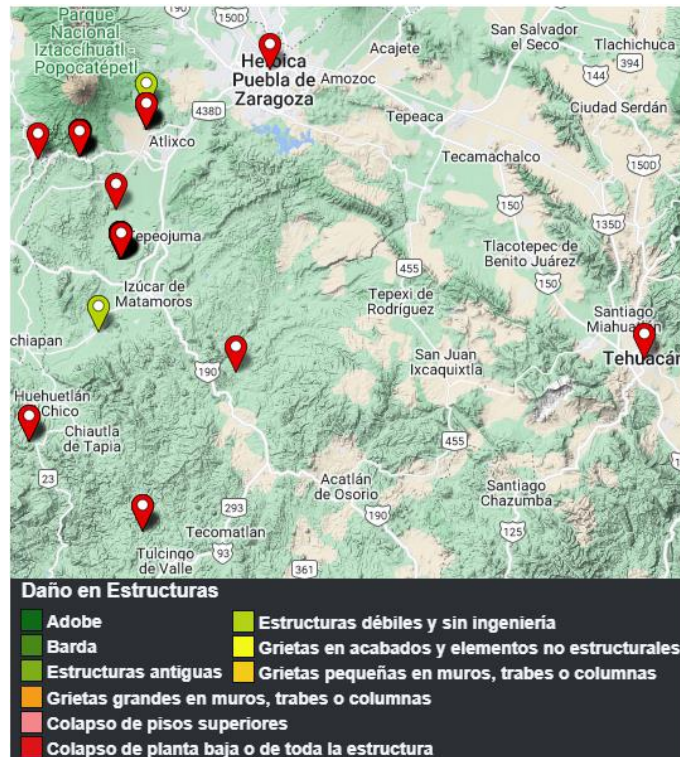 Parque
Nacional
Iztaccíhuatl -
Popocatépetl
190
150D
150D
Acajete
San Salvador
el Seco
Tlachichuca
394
Heroica
Puebla de
Zaragoza
Amozoc
144
Ciudad Serdán
438D
Tepeaca
Atlixco
Tecamachalco
150D
150
135D
Tepeojuma
Tlacotepec de
Benito Juárez
455
150
Izúcar de
Matamoros
Tepexi de
Rodríguez
Santiago
chiapan
190
San Juan
Ixcaquixtla
Tehuacán
Huehuetlán
Chico
Chiautla
de Tapia
23
455
Acatlán
de Osorio
Santiago
Chazumba
293
190
Tecomatlan
125
Tulcingo
de Valle
93
361
Daño en Estructuras
Adobe
Estructuras débiles y sin ingeniería
Barda
Grietas en acabados y elementos no estructurales
Estructuras antiguas
Grietas pequeñas en muros, trabes o columnas
Grietas grandes en muros, trabes o columnas
Colapso de pisos superiores
Colapso de planta baja o de toda la estructura